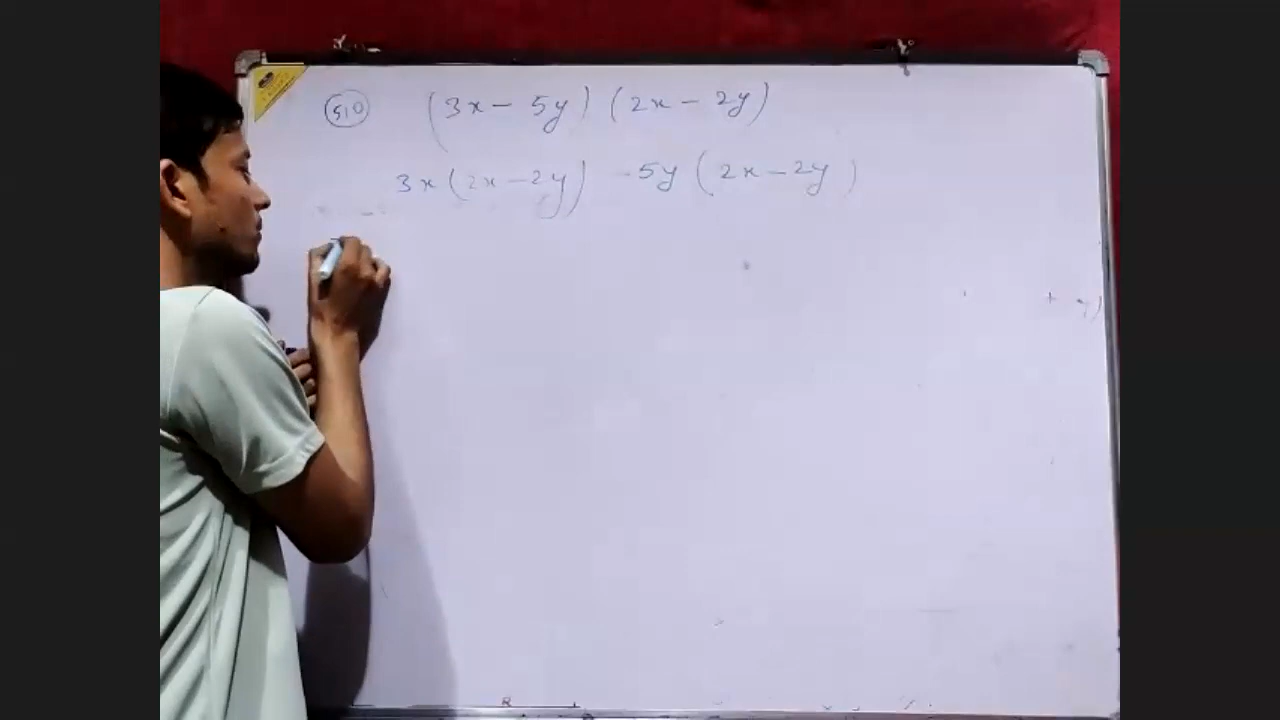 510 (3x - 5y) (2x - 2y)
3x (2x - 2y) - 5y (2x - 2y)